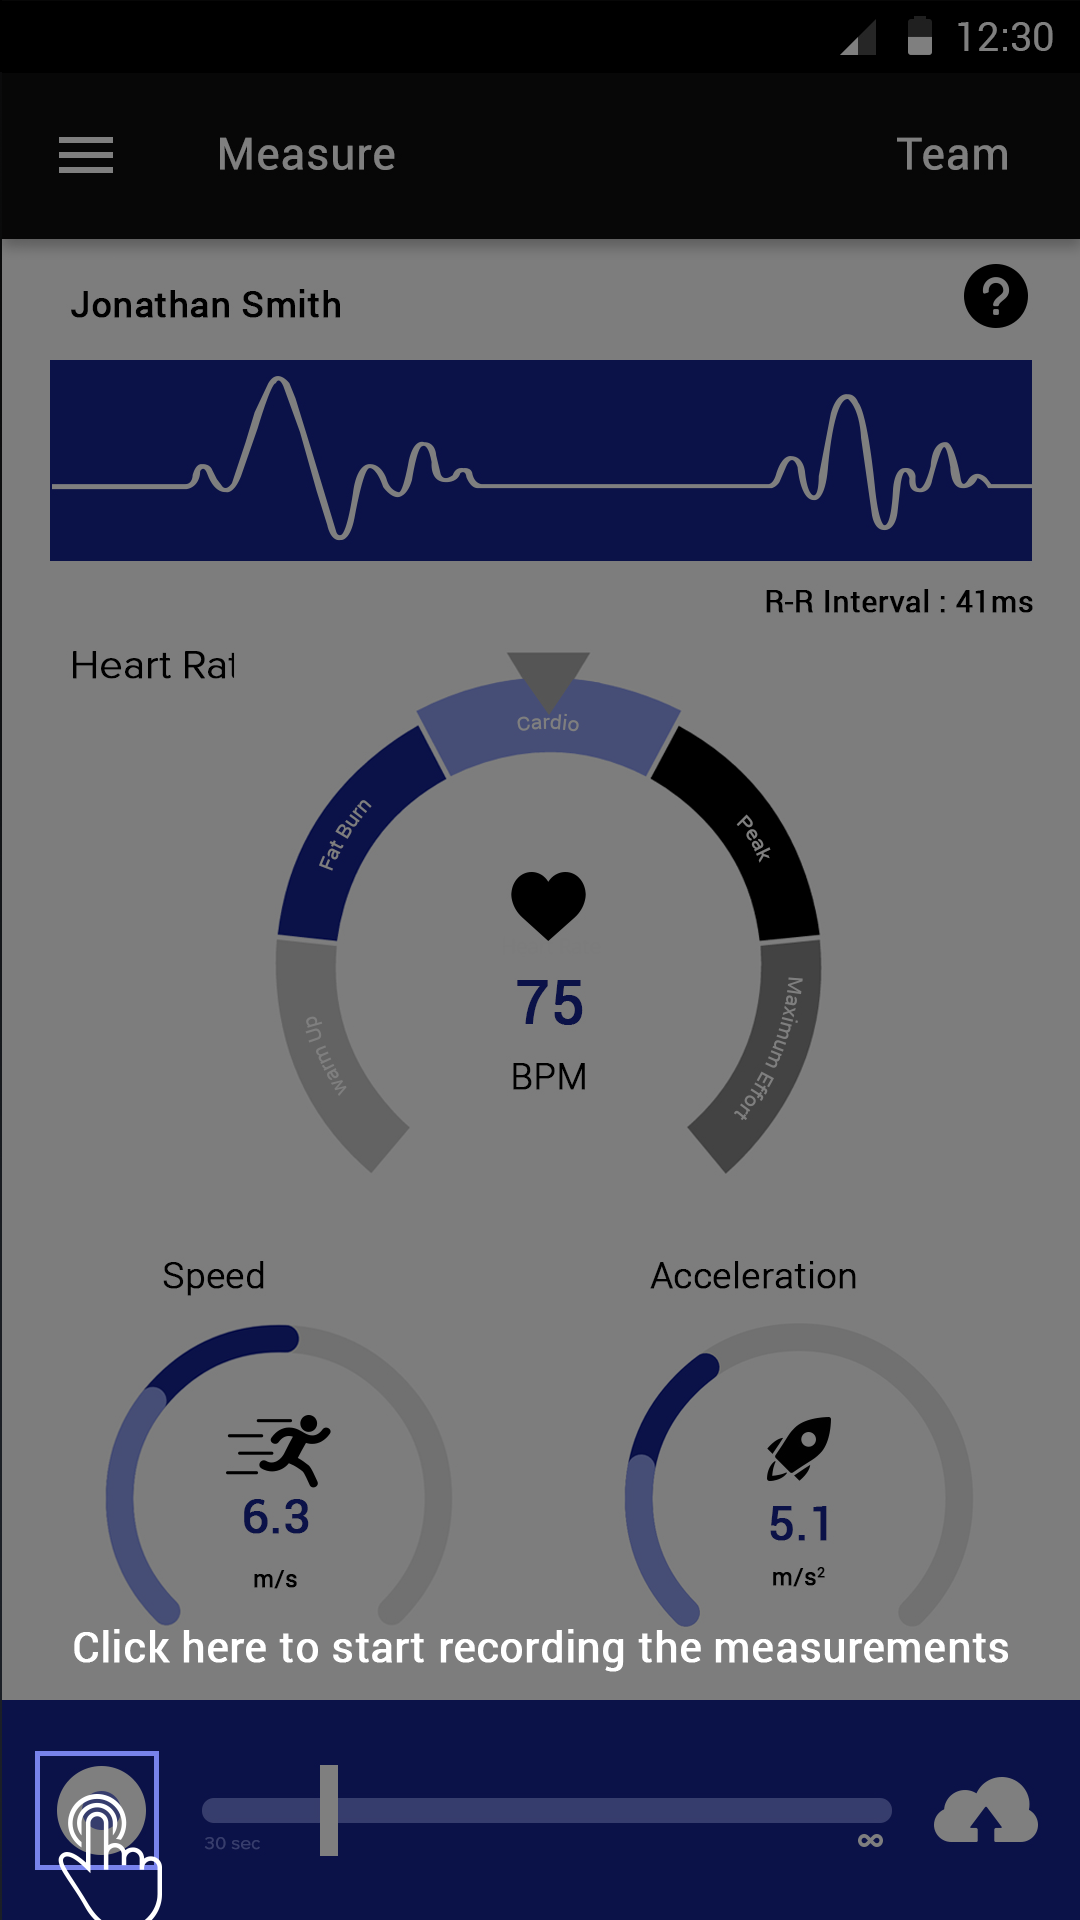 12:30
Measure
Team
Jonathan Smith
?
R-R Interval : 41ms
Heart Rat
Cardio
Fat Burn
Peak
warm Up
Maximum Effort
75
BPM
Speed
Acceleration
6.3
m/s
5.1
m/s²
Click here to start recording the measurements
30 sec
∞